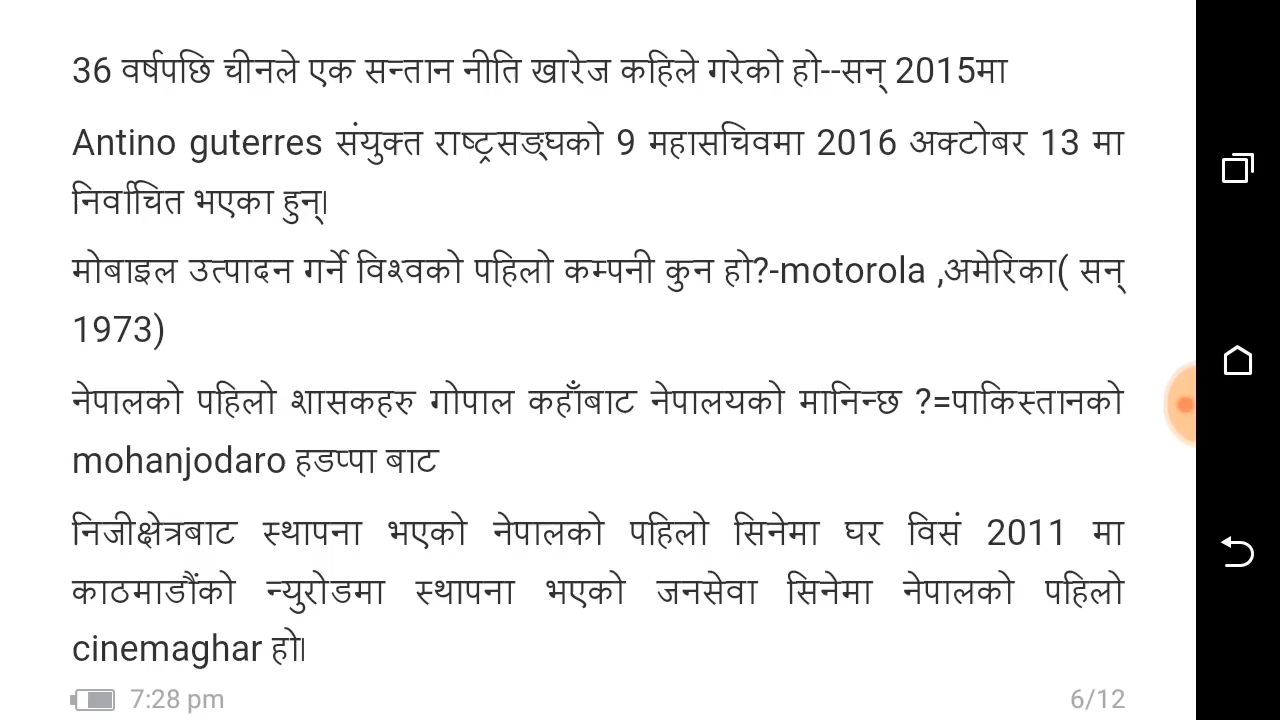 36 वर्षपछि चीनले एक सन्तान नीति खारेज कहिले गरेको हो--सन् 2015मा
Antino guterres संयुक्त राष्ट्रसङ्घको 9 महासचिवमा 2016 अक्टोबर 13 मा
निर्वाचित भएका हुन्।
मोबाइल उत्पादन गर्ने विश्वको पहिलो कम्पनी कुन हो?-motorola ,अमेरिका( सन्
1973)
नेपालको पहिलो शासकहरु गोपाल कहाँबाट नेपालयको मानिन्छ ?=पाकिस्तानको
mohanjodaro हडप्पा बाट
निजीक्षेत्रबाट स्थापना भएको नेपालको पहिलो सिनेमा घर विसं 2011 मा
काठमाडौंको न्युरोडमा स्थापना भएको जनसेवा सिनेमा नेपालको पहिलो
cinemaghar हो।
7:28 pm 6/12